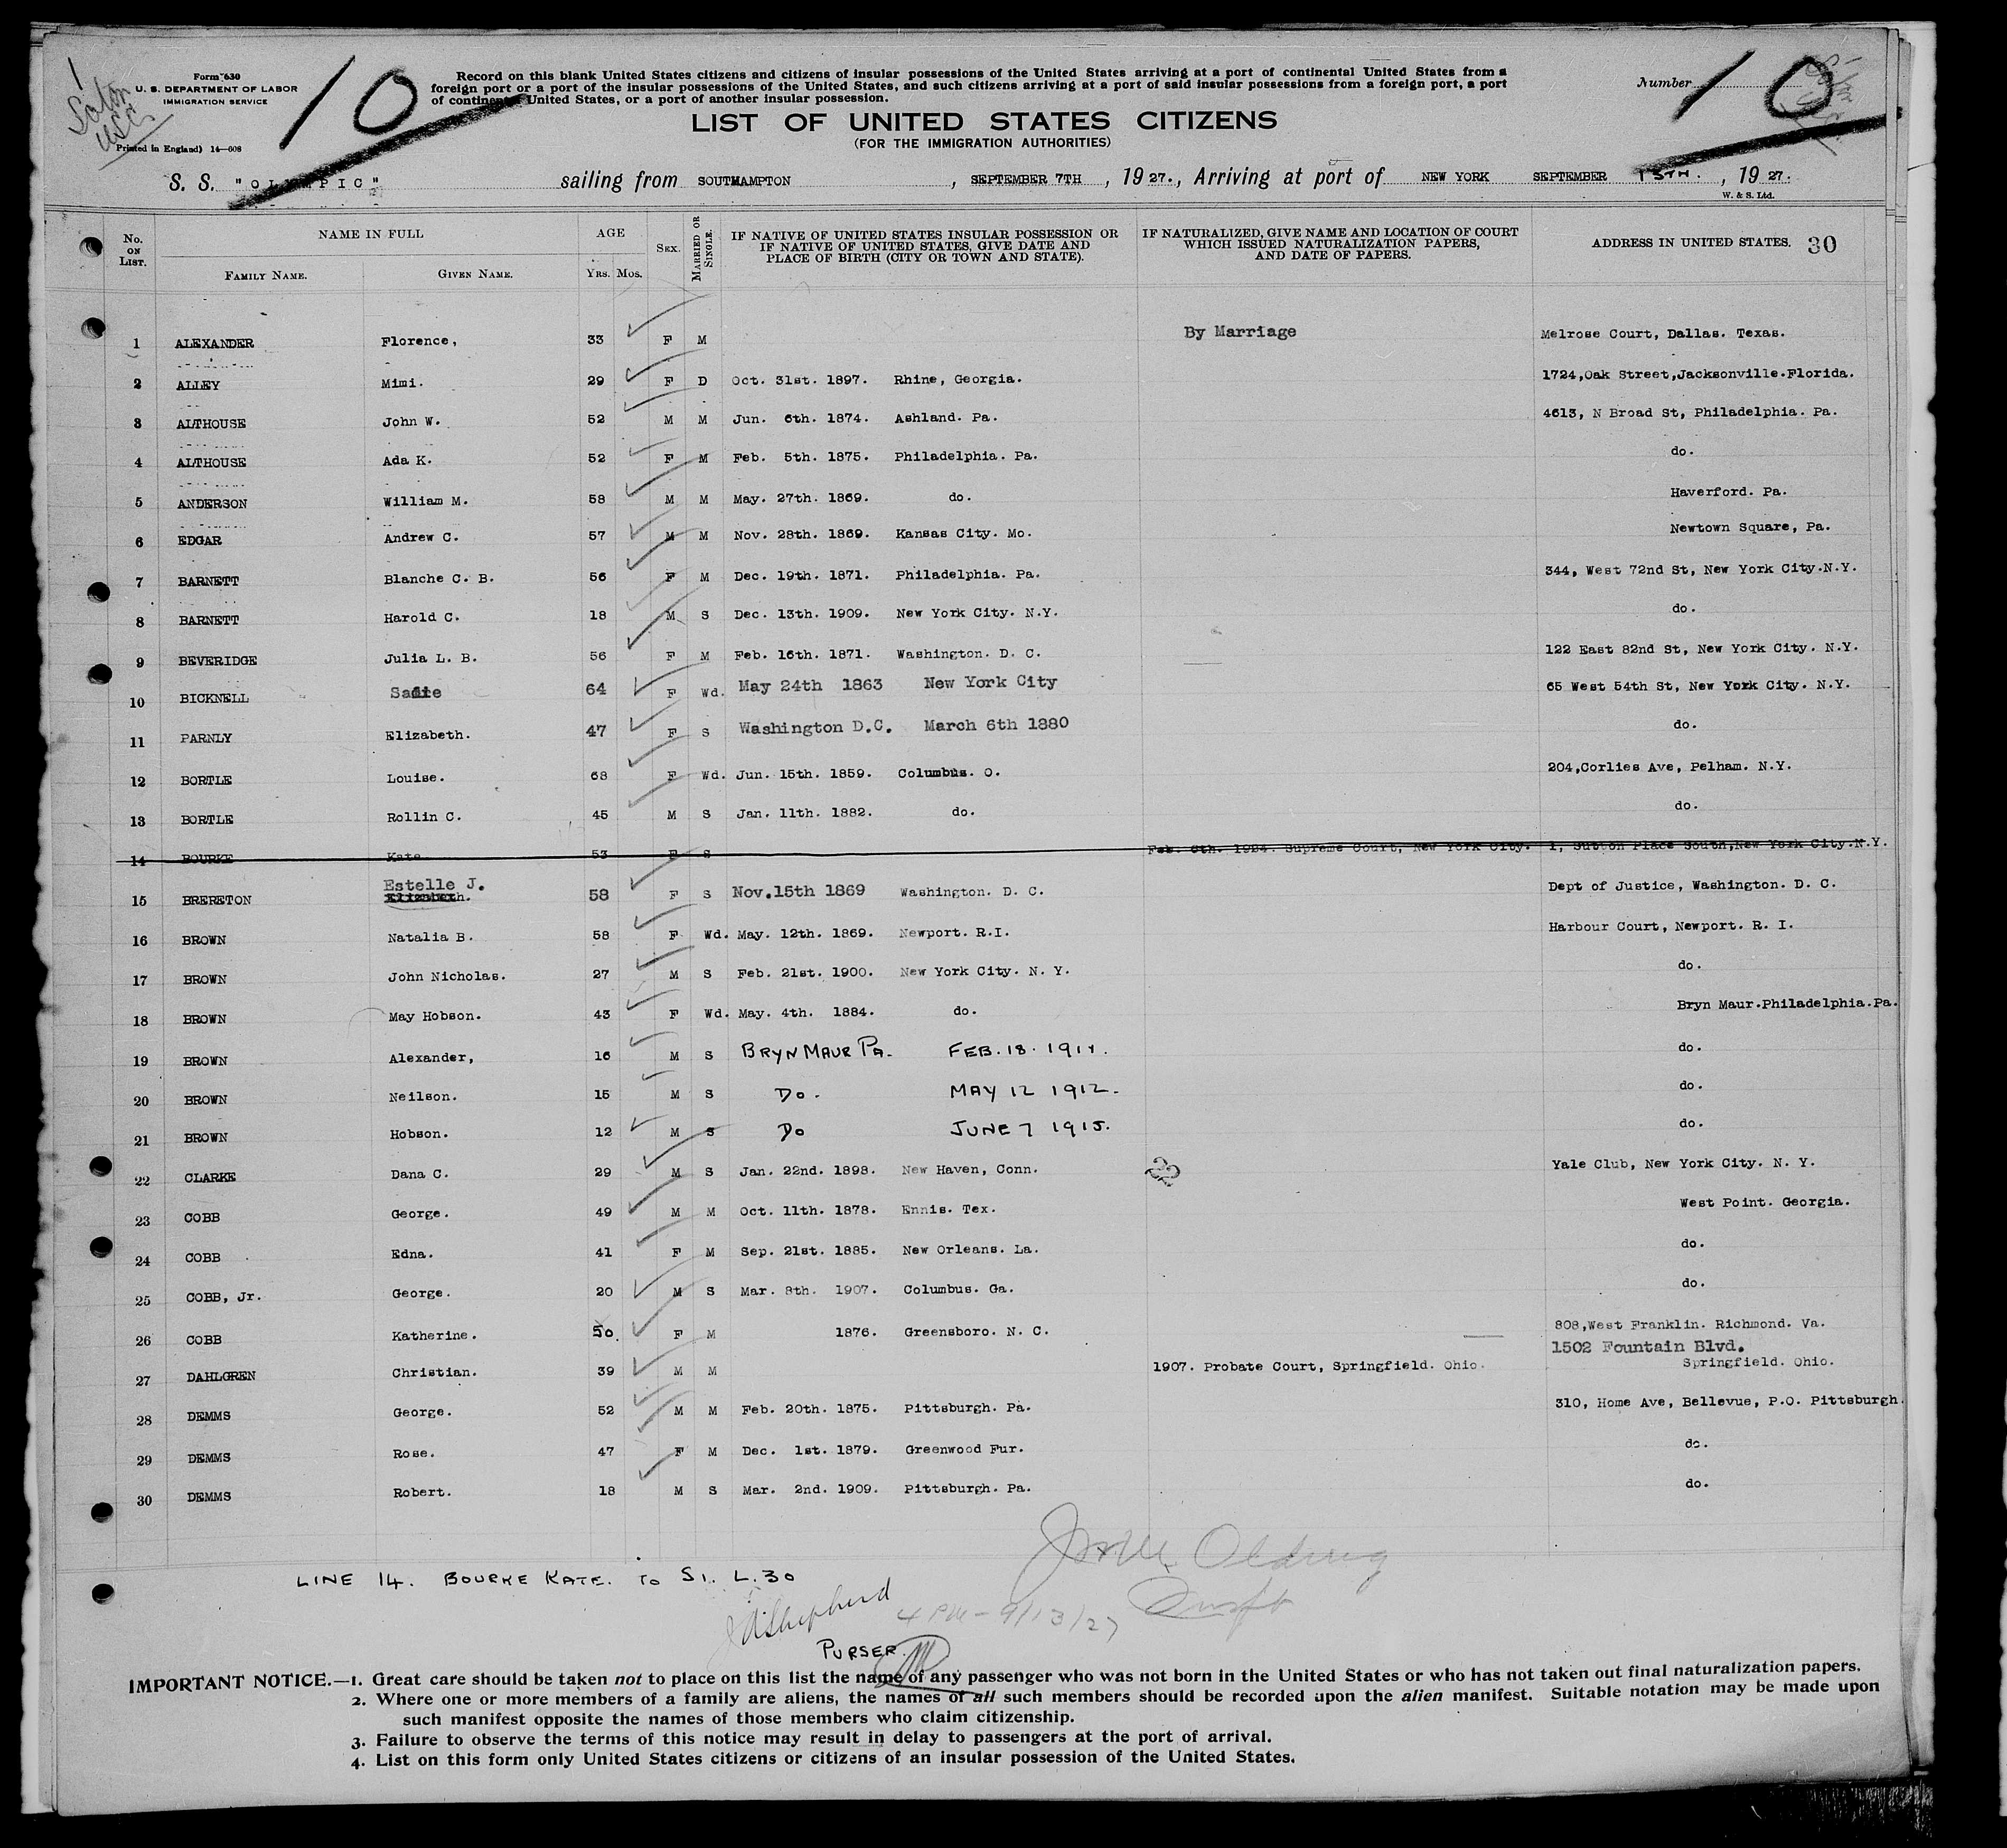 1
Salon
USC.
10
Form 630
U. S. DEPARTMENT OF LABOR
IMMIGRATION SERVICE
Printed in England) 14—608
Record on this blank United States citizens and citizens of insular possessions of the United States arriving at a port of continental United States from a
foreign port or a port of the insular possessions of the United States, and such citizens arriving at a port of said insular possessions from a foreign port, a port
of continental United States, or a port of another insular possession.
Number 10
LIST OF UNITED STATES CITIZENS
(FOR THE IMMIGRATION AUTHORITIES)
S. S. "OLYMPIC" sailing from SOUTHAMPTON, SEPTEMBER 7TH, 1927., Arriving at port of NEW YORK SEPTEMBER 13TH., 1927.
W. & S. Ltd.
No. ON LIST. NAME IN FULL AGE SEX. MARRIED OR SINGLE. IF NATIVE OF UNITED STATES INSULAR POSSESSION OR IF NATIVE OF UNITED STATES, GIVE DATE AND PLACE OF BIRTH (CITY OR TOWN AND STATE). IF NATURALIZED, GIVE NAME AND LOCATION OF COURT WHICH ISSUED NATURALIZATION PAPERS, AND DATE OF PAPERS. ADDRESS IN UNITED STATES. 30
FAMILY NAME. GIVEN NAME. YRS. MOS.
1 ALEXANDER Florence, 33 F M By Marriage Melrose Court, Dallas. Texas.
2 ALLEY Mimi. 29 F D Oct. 31st. 1897. Rhine, Georgia. 1724,Oak Street,Jacksonville.Florida.
3 ALTHOUSE John W. 52 M M Jun. 6th. 1874. Ashland. Pa. 4613, N Broad St, Philadelphia. Pa.
4 ALTHOUSE Ada K. 52 F M Feb. 5th. 1875. Philadelphia. Pa. do.
5 ANDERSON William M. 58 M M May. 27th. 1869. do. Haverford. Pa.
6 EDGAR Andrew C. 57 M M Nov. 28th. 1869. Kansas City. Mo. Newtown Square, Pa.
7 BARNETT Blanche C. B. 56 F M Dec. 19th. 1871. Philadelphia. Pa. 344, West 72nd St, New York City.N.Y.
8 BARNETT Harold C. 18 M S Dec. 13th. 1909. New York City. N.Y. do.
9 BEVERIDGE Julia L. B. 56 F M Feb. 16th. 1871. Washington. D. C. 122 East 82nd St, New York City. N.Y.
10 BICKNELL Sadie 64 F Wd. May 24th 1863 New York City 65 West 54th St, New York City. N.Y.
11 PARNLY Elizabeth. 47 F S Washington D.C. March 6th 1880 do.
12 BORTLE Louise. 68 F Wd. Jun. 15th. 1859. Columbus. O. 204,Corlies Ave, Pelham. N.Y.
13 BORTLE Rollin C. 45 M S Jan. 11th. 1882. do. do.
14 BOURKE Kate 53 F S Feb. 6th. 1924. Supreme Court, New York City. 1, Sutton Place South,New York City.N.Y.
Estelle J.
15 BRERETON Elizabeth. 58 F S Nov.15th 1869 Washington. D. C. Dept of Justice, Washington. D. C.
16 BROWN Natalia B. 58 F Wd. May. 12th. 1869. Newport. R.I. Harbour Court, Newport. R. I.
17 BROWN John Nicholas. 27 M S Feb. 21st. 1900. New York City. N. Y. do.
18 BROWN May Hobson. 43 F Wd. May. 4th. 1884. do. Bryn Maur.Philadelphia.Pa.
19 BROWN Alexander, 16 M S BRYN MAUR PA. FEB. 18. 1911. do.
20 BROWN Neilson. 15 M S Do. MAY 12 1912. do.
21 BROWN Hobson. 12 M S Do JUNE 7 1915. do.
22 CLARKE Dana C. 29 M S Jan. 22nd. 1898. New Haven, Conn. 22 Yale Club, New York City. N. Y.
23 COBB George. 49 M M Oct. 11th. 1878. Ennis. Tex. West Point. Georgia.
24 COBB Edna. 41 F M Sep. 21st. 1885. New Orleans. La. do.
25 COBB, Jr. George. 20 M S Mar. 8th. 1907. Columbus. Ga. do.
26 COBB Katherine. 50. F M 1876. Greensboro. N. C. 808,West Franklin. Richmond. Va.
1502 Fountain Blvd.
27 DAHLGREN Christian. 39 M M 1907. Probate Court, Springfield. Ohio. Springfield. Ohio.
28 DEMMS George. 52 M M Feb. 20th. 1875. Pittsburgh. Pa. 310, Home Ave, Bellevue, P.O. Pittsburgh.
29 DEMMS Rose. 47 F M Dec. 1st. 1879. Greenwood Fur. do.
30 DEMMS Robert. 18 M S Mar. 2nd. 1909. Pittsburgh. Pa. do.
LINE 14. BOURKE KATE. TO S1. L.30
Shepherd 4 PM - 9/13/27
PURSER.
IMPORTANT NOTICE.—1. Great care should be taken not to place on this list the name of any passenger who was not born in the United States or who has not taken out final naturalization papers.
2. Where one or more members of a family are aliens, the names of all such members should be recorded upon the alien manifest. Suitable notation may be made upon
such manifest opposite the names of those members who claim citizenship.
3. Failure to observe the terms of this notice may result in delay to passengers at the port of arrival.
4. List on this form only United States citizens or citizens of an insular possession of the United States.